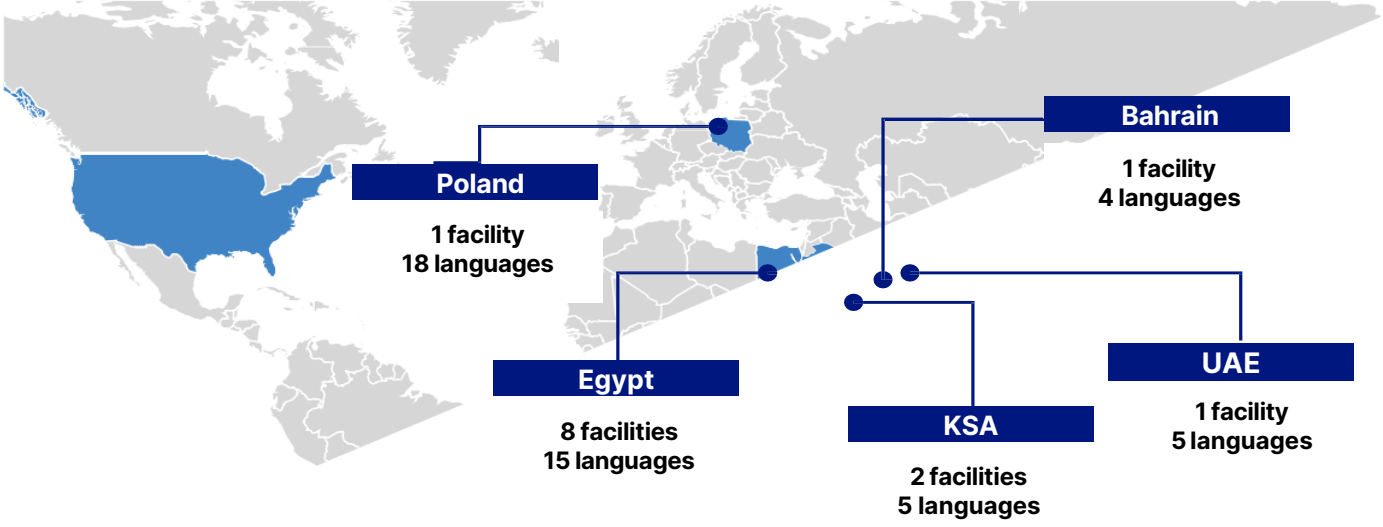 Poland
1 facility
18 languages
Egypt
8 facilities
15 languages
Bahrain
1 facility
4 languages
KSA
2 facilities
5 languages
UAE
1 facility
5 languages